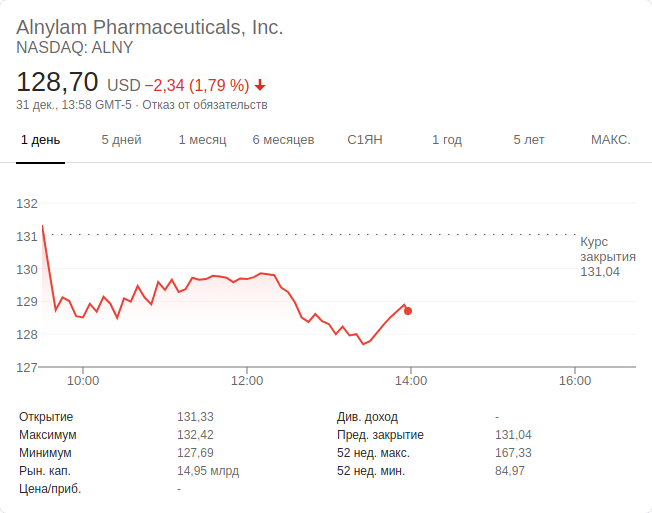 Alnylam Pharmaceuticals, Inc.
NASDAQ: ALNY
128,70 USD −2,34 (1,79 %)
31 дек., 13:58 GMT-5 · Отказ от обязательств
1 день 5 дней 1 месяц 6 месяцев С1ЯН 1 год 5 лет МАКС.
132
131
130
129
128
127
Курс
закрытия
131,04
10:00 12:00 14:00 16:00
Открытие 131,33 Див. доход -
Максимум 132,42 Пред. закрытие 131,04
Минимум 127,69 52 нед. макс. 167,33
Рын. кап. 14,95 млрд 52 нед. мин. 84,97
Цена/приб. -